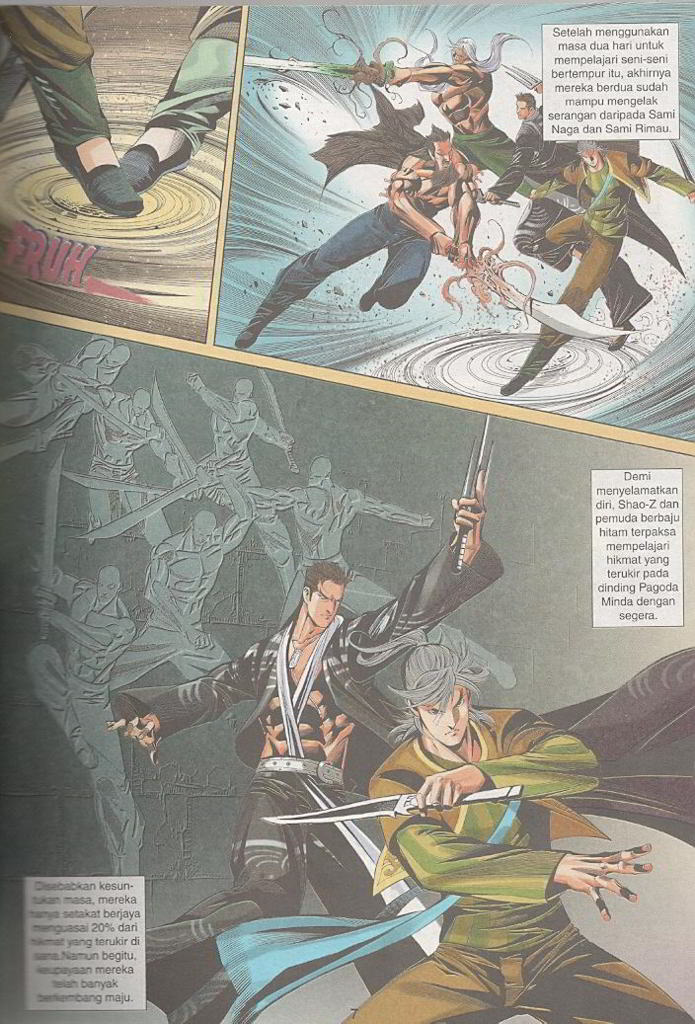 Setelah menggunakan
masa dua hari untuk
mempelajari seni-seni
bertempur itu, akhirnya
mereka berdua sudah
mampu mengelak
serangan daripada Sami
Naga dan Sami Rimau.
FRUH
Demi
menyelamatkan
diri, Shao-Z dan
pemuda berbaju
hitam terpaksa
mempelajari
hikmat yang
terukir pada
dinding Pagoda
Minda dengan
segera.
Disebabkan kesun-
tukan masa, mereka
hanya setakat berjaya
menguasai 20% dari
hikmat yang terukir di
sana.Namun begitu,
keupayaan mereka
telah banyak
berkembang maju.
7